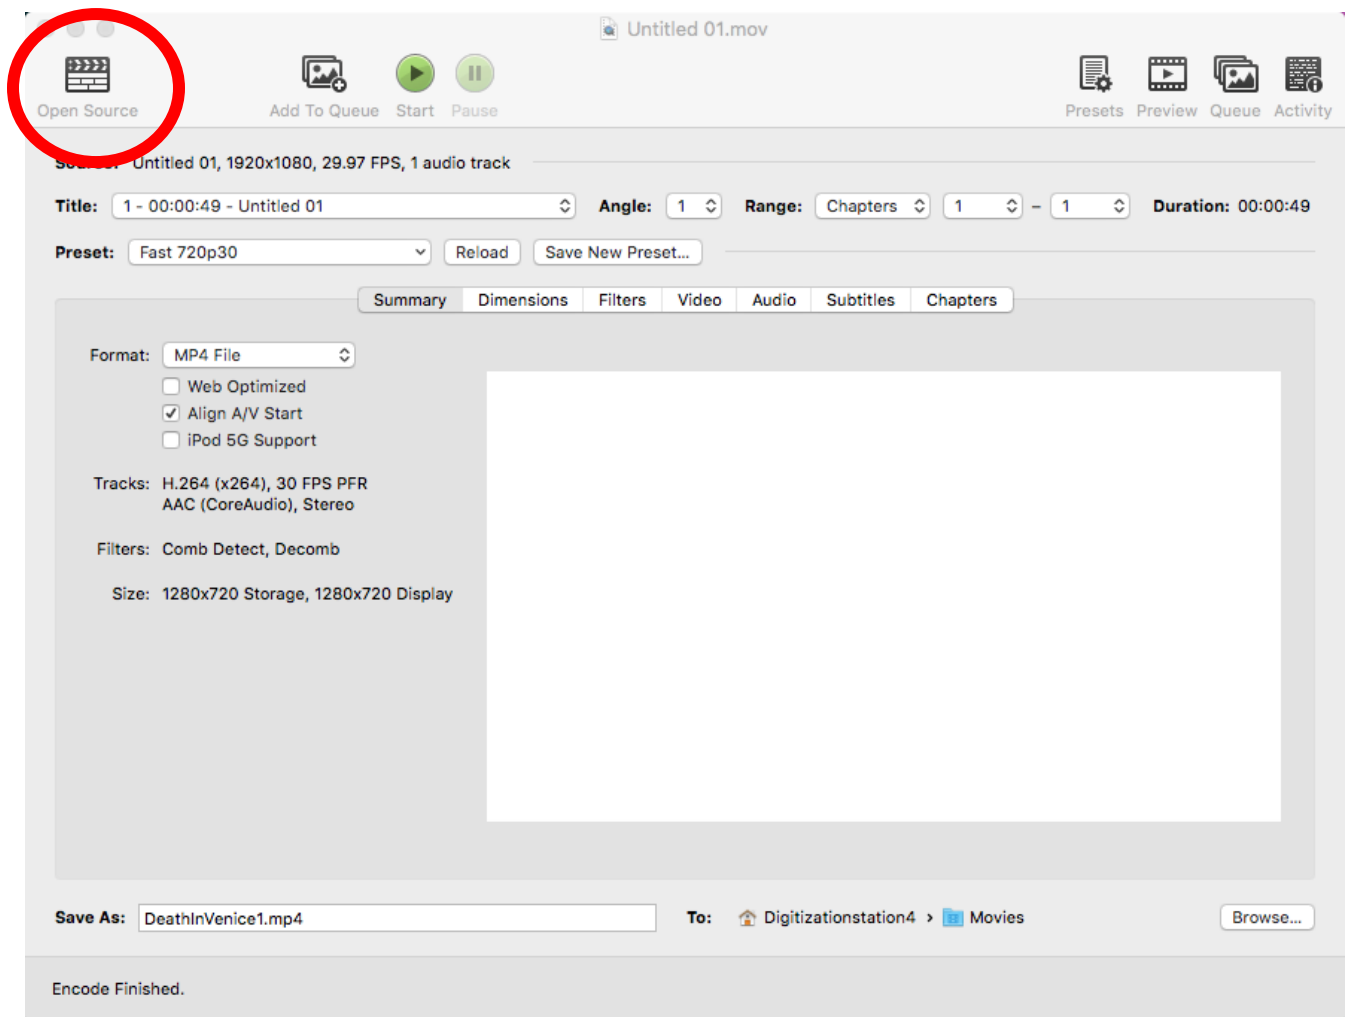 Untitled 01.mov
Open Source Add To Queue Start Pause Presets Preview Queue Activity
Source: Untitled 01, 1920x1080, 29.97 FPS, 1 audio track
Title: 1 - 00:00:49 - Untitled 01 Angle: 1 Range: Chapters 1 – 1 Duration: 00:00:49
Preset: Fast 720p30 Reload Save New Preset...
Summary Dimensions Filters Video Audio Subtitles Chapters
Format: MP4 File
Web Optimized
Align A/V Start
iPod 5G Support
Tracks: H.264 (x264), 30 FPS PFR
AAC (CoreAudio), Stereo
Filters: Comb Detect, Decomb
Size: 1280x720 Storage, 1280x720 Display
Save As: DeathInVenice1.mp4 To: Digitizationstation4 › Movies Browse...
Encode Finished.